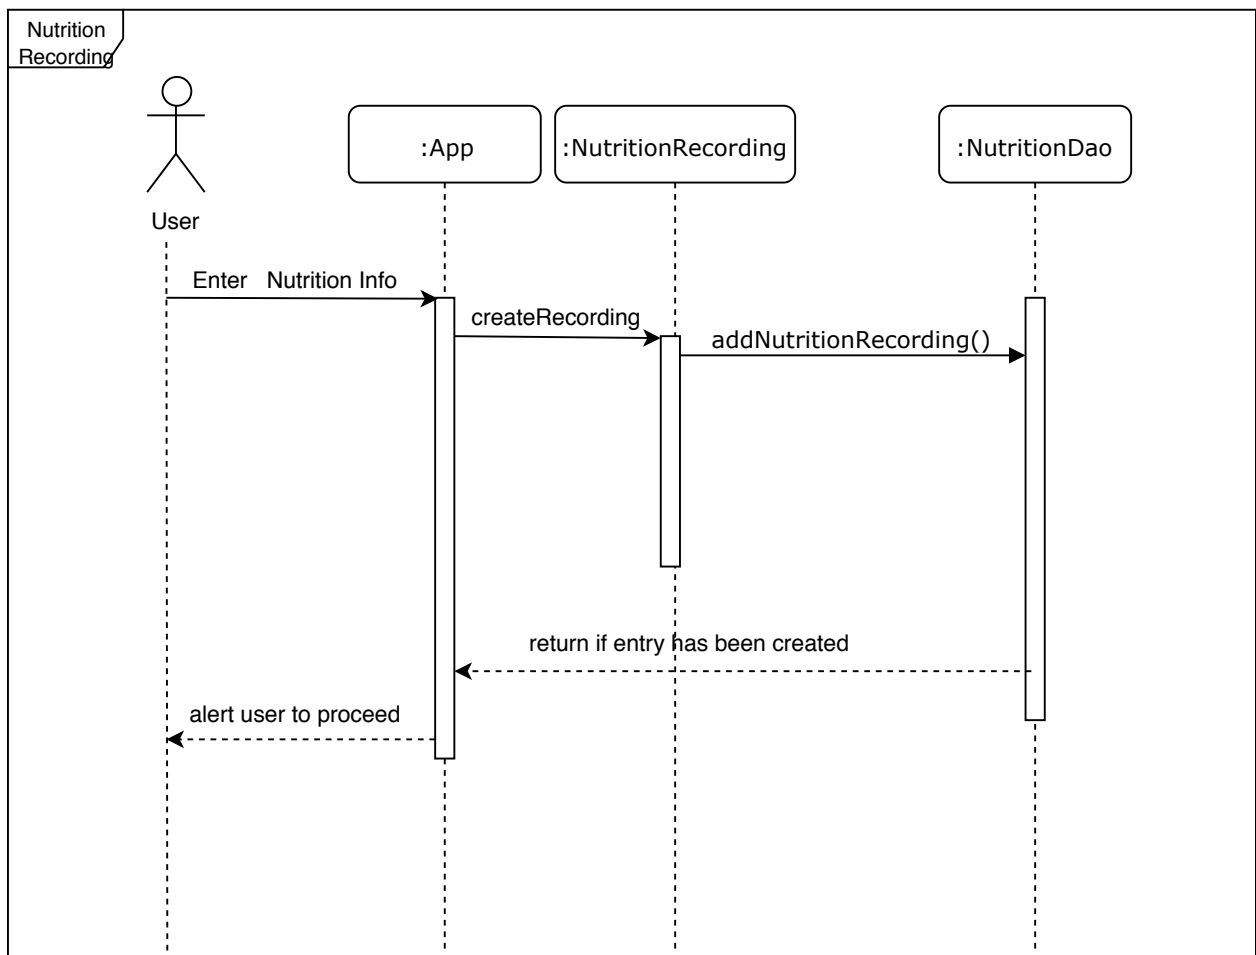 Nutrition
Recording
:App
:NutritionRecording
:NutritionDao
User
Enter   Nutrition Info
createRecording
addNutritionRecording()
return if entry has been created
alert user to proceed